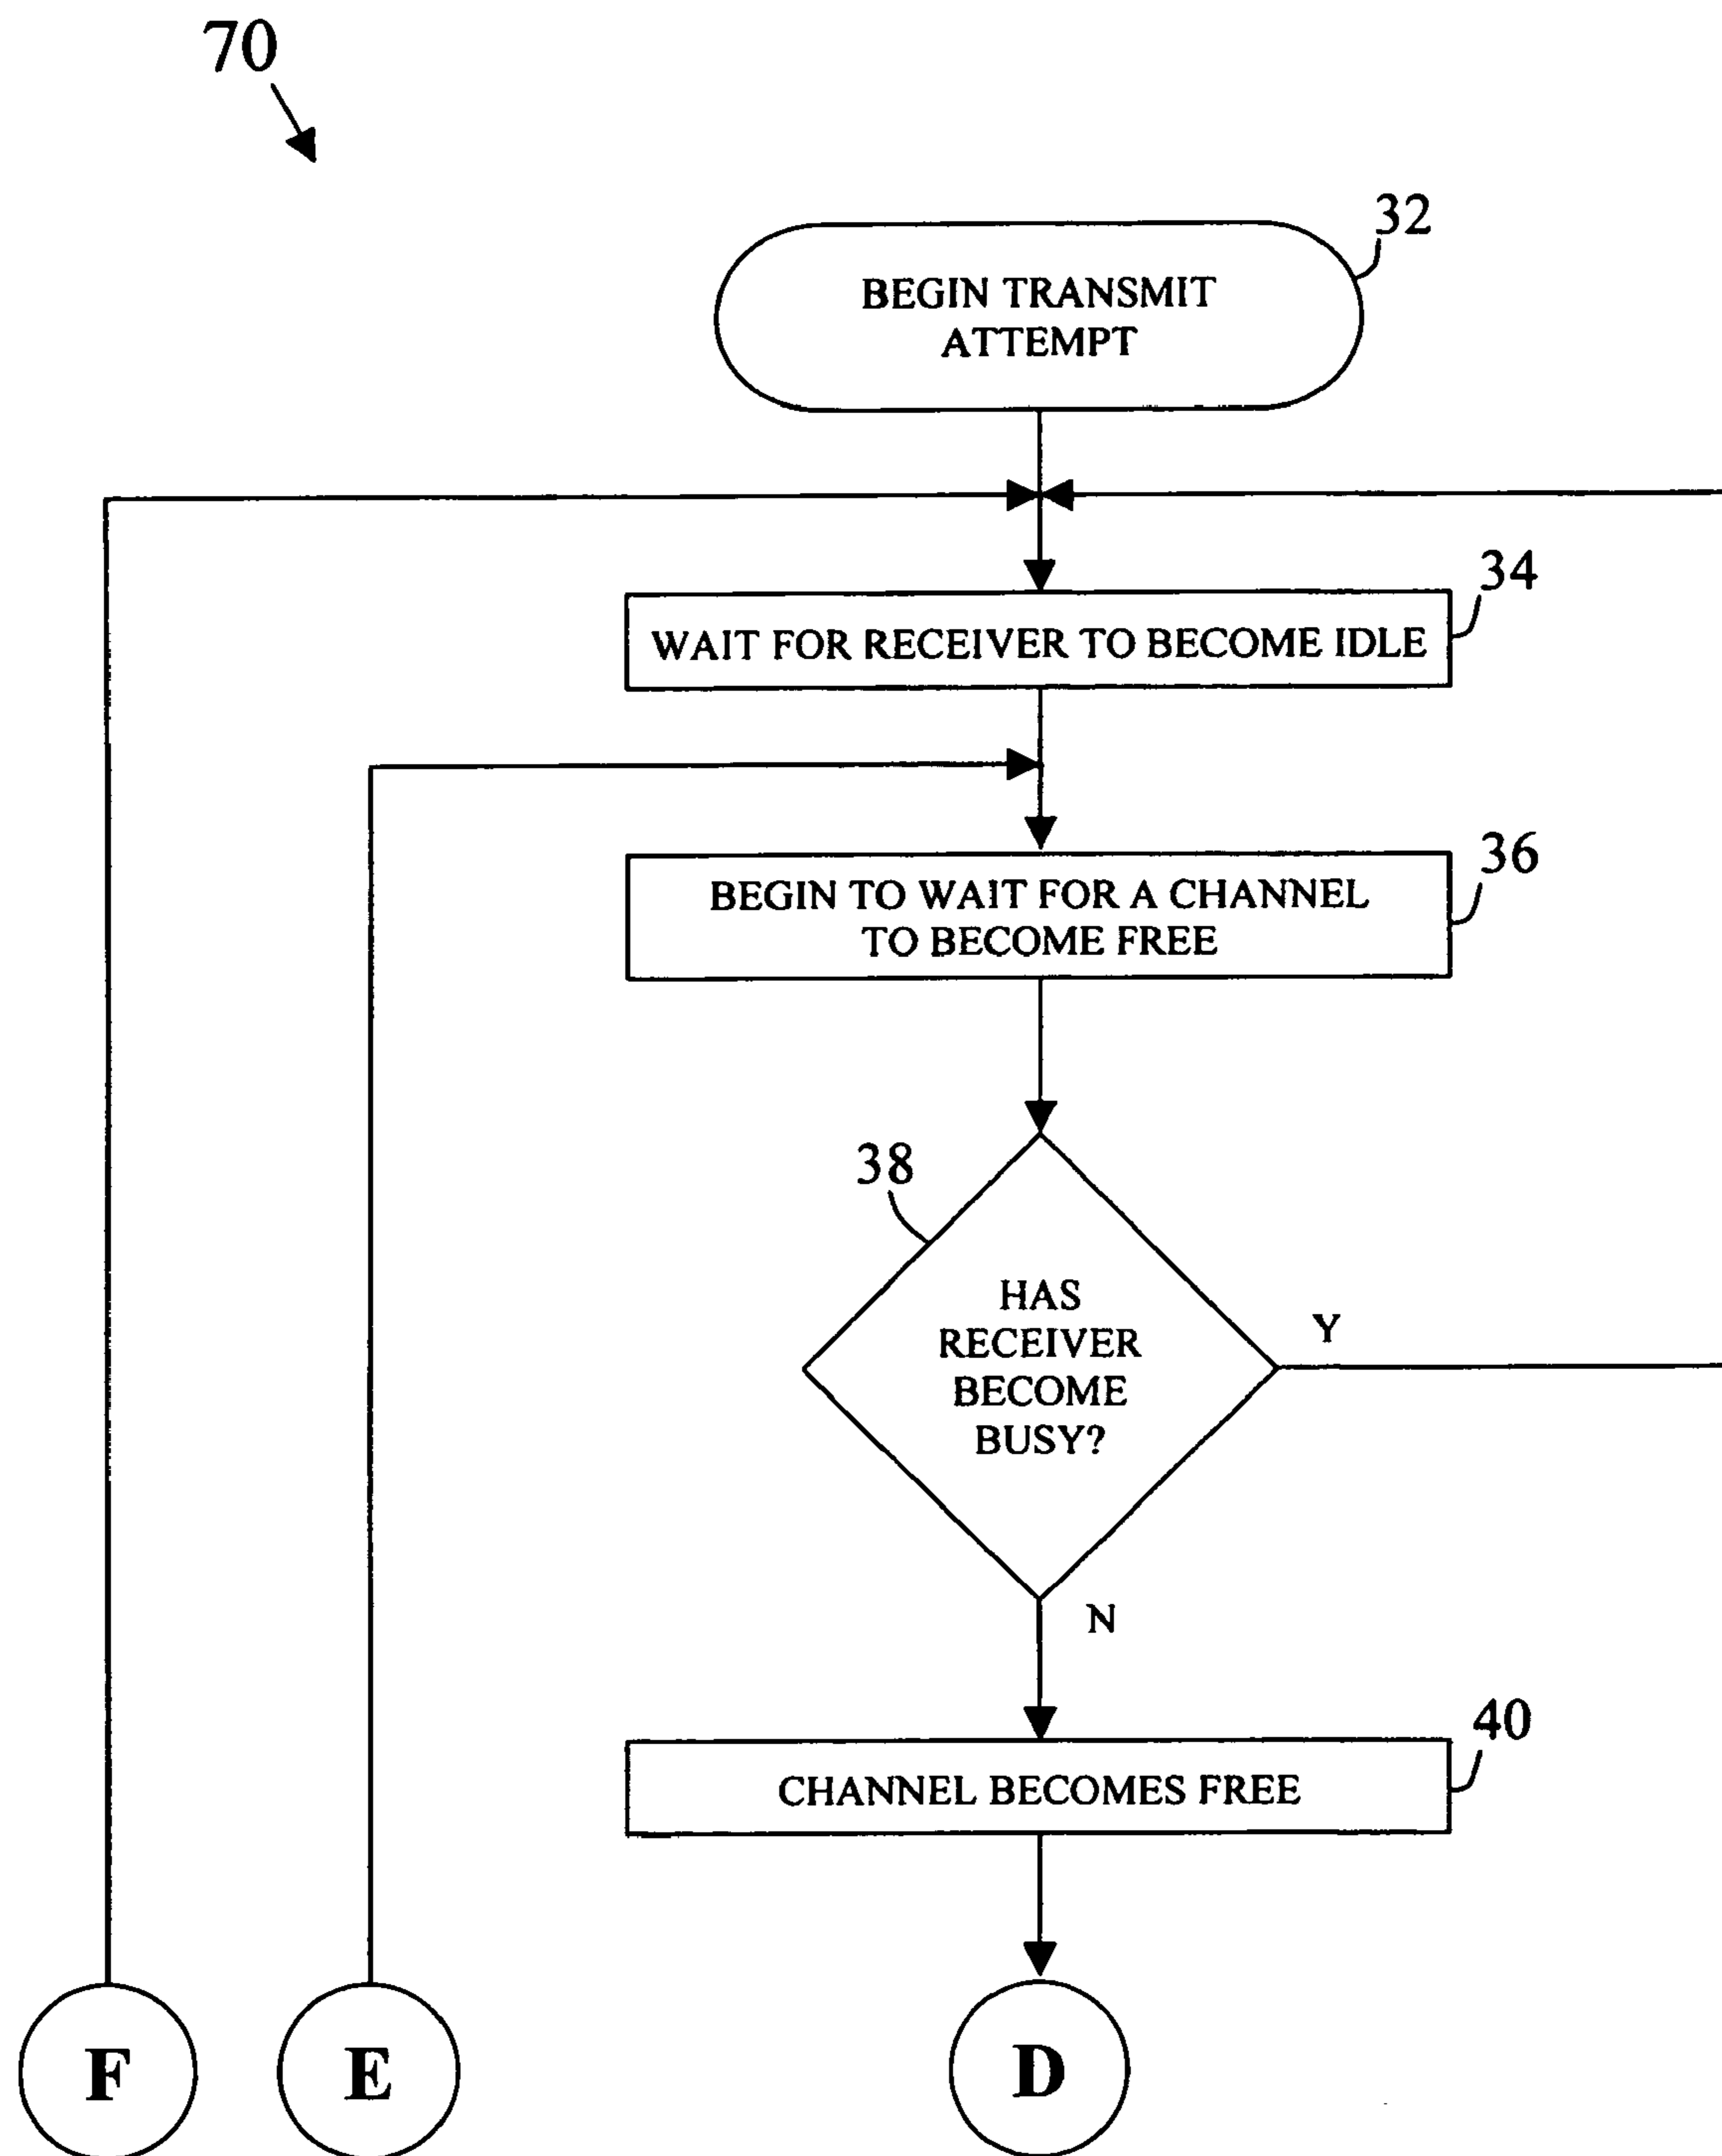 70
32
BEGIN TRANSMIT
ATTEMPT
34
WAIT FOR RECEIVER TO BECOME IDLE
36
BEGIN TO WAIT FOR A CHANNEL
TO BECOME FREE
38
HAS
RECEIVER
BECOME
BUSY?
Y
N
40
CHANNEL BECOMES FREE
F
E
D